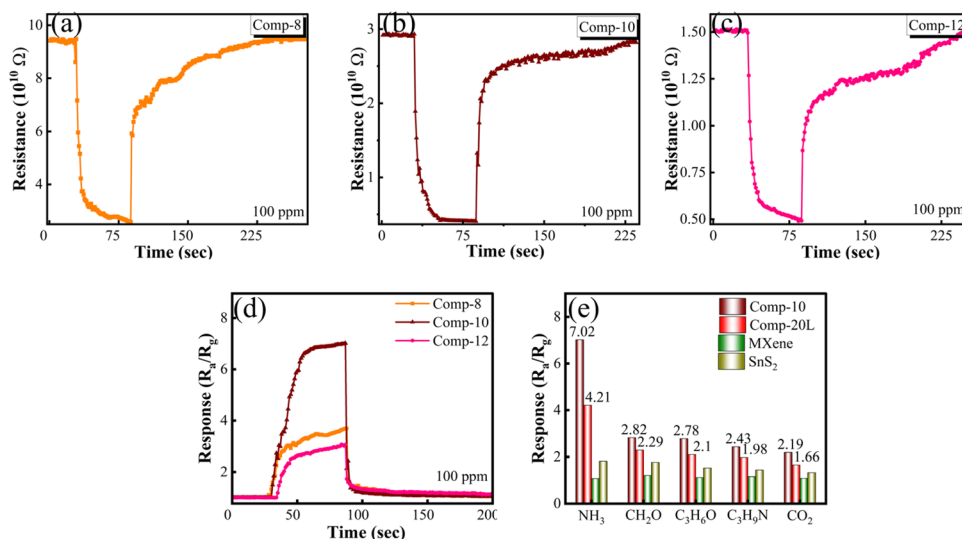 (a)
Comp-8
Resistance (10¹⁰ Ω)
10
8
6
4
0
75
150
225
Time (sec)
100 ppm
(b)
Comp-10
Resistance (10¹⁰ Ω)
3
2
1
0
75
150
225
Time (sec)
100 ppm
(c)
Comp-12
Resistance (10¹⁰ Ω)
1.50
1.25
1.00
0.75
0.50
0
75
150
225
Time (sec)
100 ppm
(d)
Comp-8
Comp-10
Comp-12
Response (Rₐ/R_g)
8
6
4
2
0
50
100
150
200
Time (sec)
100 ppm
(e)
Comp-10
Comp-20L
MXene
SnS₂
Response (Rₐ/R_g)
8
6
4
2
0
7.02
4.21
2.82
2.29
2.78
2.1
2.43
1.98
2.19
1.66
NH₃
CH₂O
C₃H₆O
C₃H₉N
CO₂